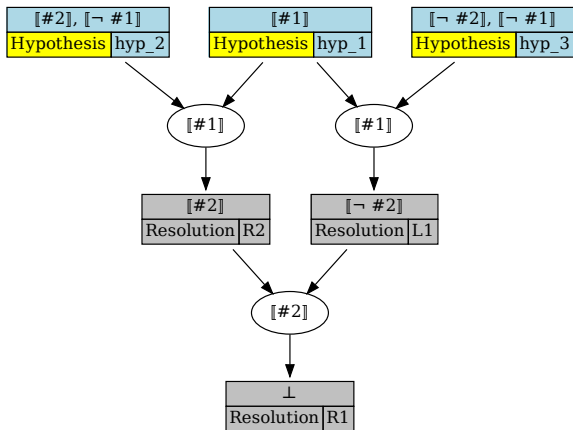 ⟦#2⟧, ⟦¬ #1⟧
Hypothesis hyp_2
⟦#1⟧
Hypothesis hyp_1
⟦¬ #2⟧, ⟦¬ #1⟧
Hypothesis hyp_3
⟦#1⟧
⟦#1⟧
⟦#2⟧
Resolution R2
⟦¬ #2⟧
Resolution L1
⟦#2⟧
⊥
Resolution R1